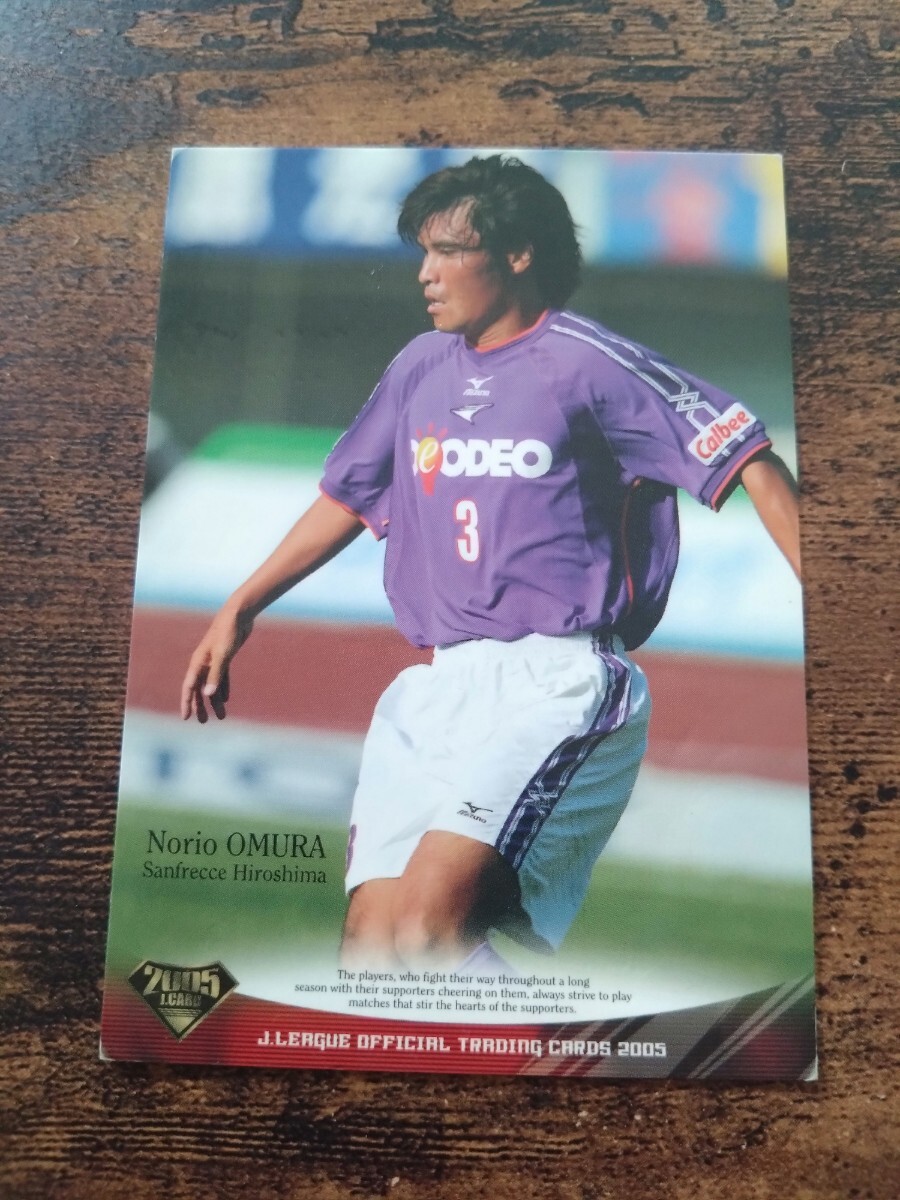 Mizuno
DeODEO
Calbee
3
Mizuno
Norio OMURA
Sanfrecce Hiroshima
The players, who fight their way throughout a long
season with their supporters cheering on them, always strive to play
matches that stir the hearts of the supporters.
2005
J.CARD
J.LEAGUE OFFICIAL TRADING CARDS 2005